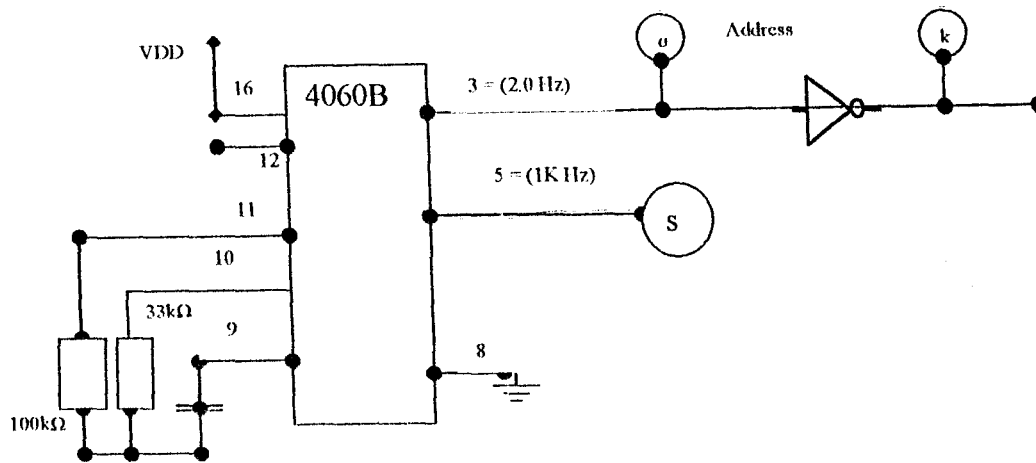 Address
k
VDD
16
4060B
3 = (2.0 Hz)
12
5 = (1K Hz)
11
S
10
33kΩ
9
8
100kΩ